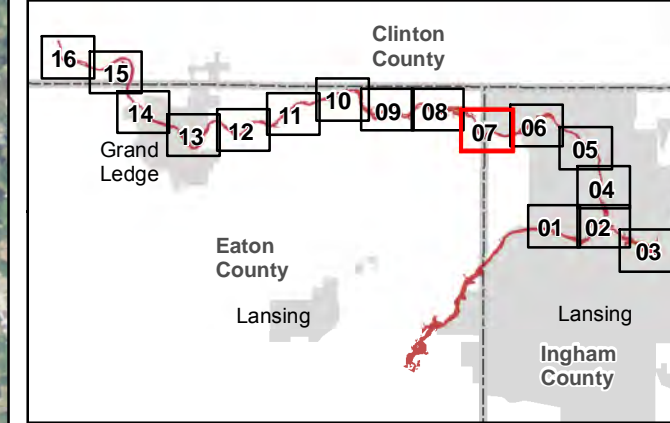 Clinton
County
16
15
14
13
12
11
10
09
08
07
06
05
04
01
02
03
Grand
Ledge
Eaton
County
Lansing
Lansing
Ingham
County